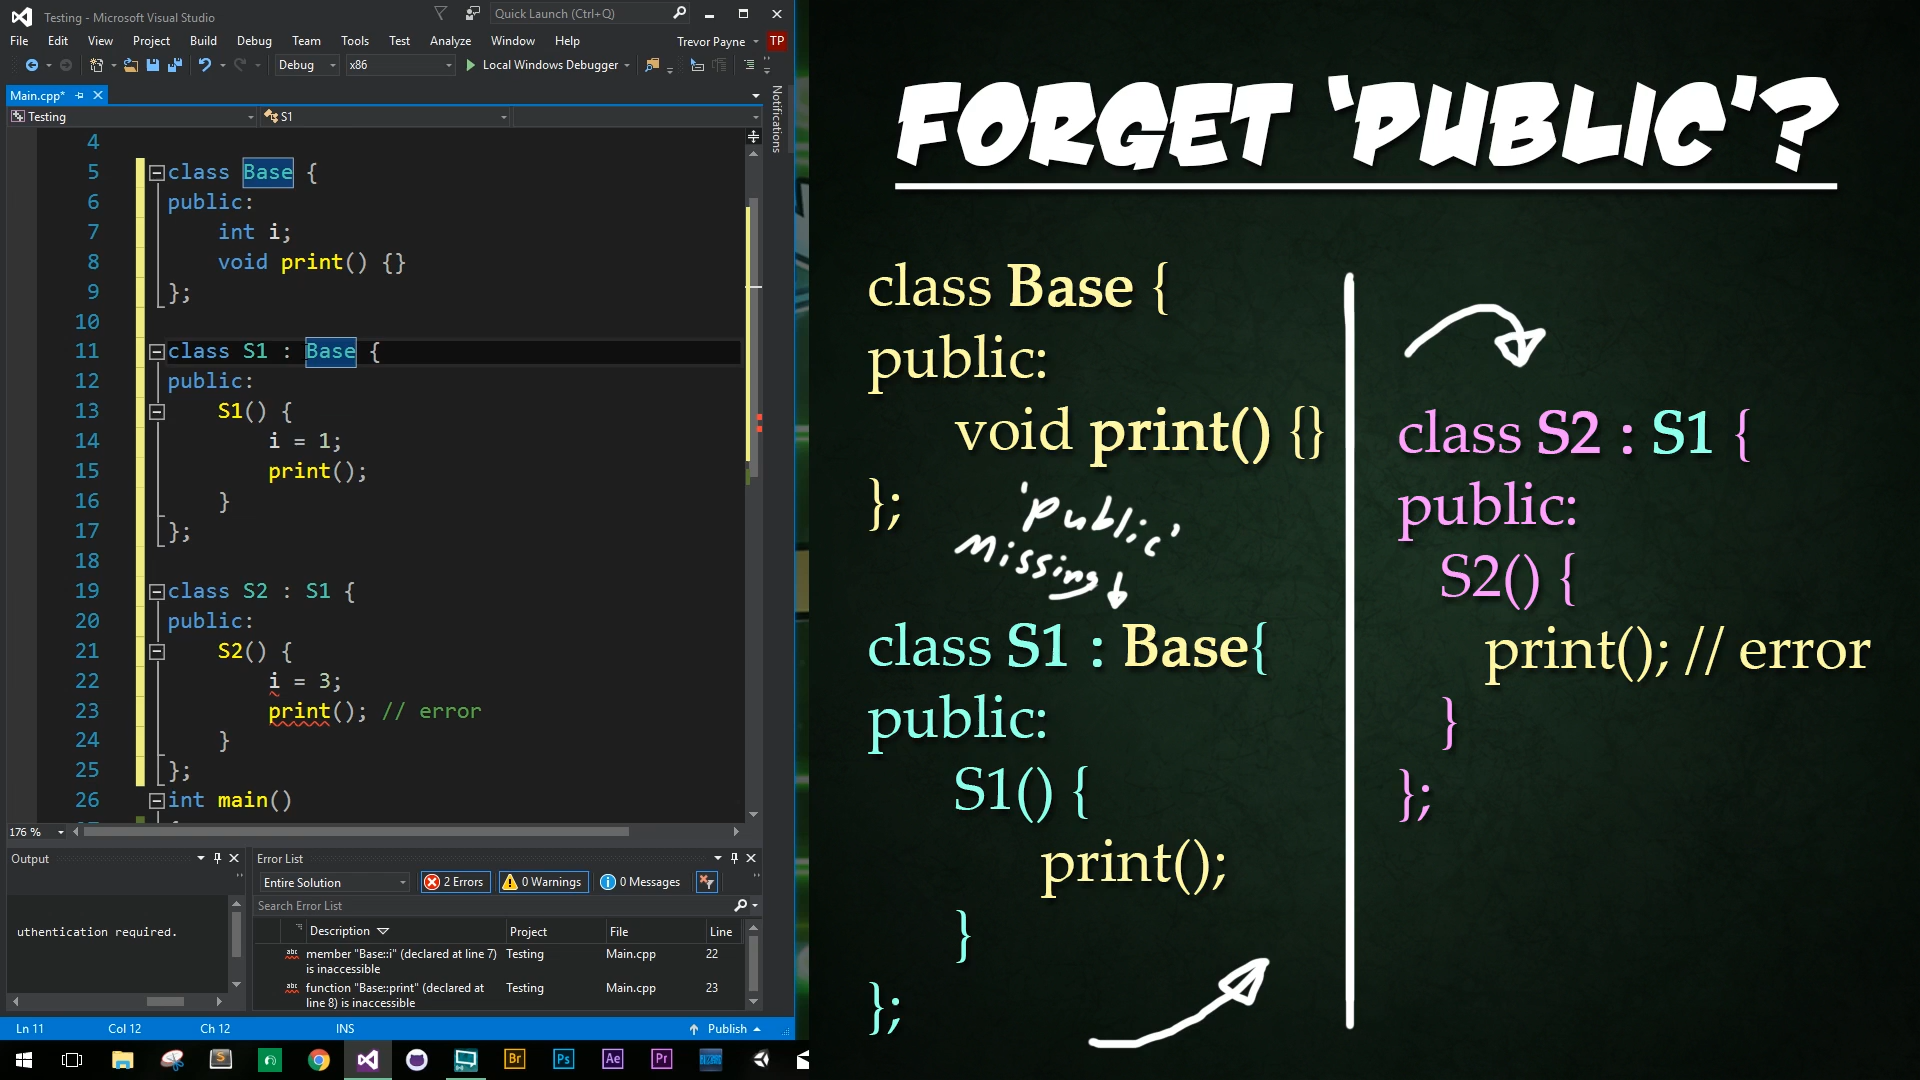 Testing - Microsoft Visual Studio
Quick Launch (Ctrl+Q)
File Edit View Project Build Debug Team Tools Test Analyze Window Help
Trevor Payne TP
Debug x86 Local Windows Debugger
Main.cpp*
Notifications
Testing S1
4
5 class Base {
6 public:
7 int i;
8 void print() {}
9 };
10
11 class S1 : Base {
12 public:
13 S1() {
14 i = 1;
15 print();
16 }
17 };
18
19 class S2 : S1 {
20 public:
21 S2() {
22 i = 3;
23 print(); // error
24 }
25 };
26 int main()
176 %
Output
uthentication required.
Error List
Entire Solution 2 Errors 0 Warnings 0 Messages
Search Error List
Description Project File Line
member "Base::i" (declared at line 7) is inaccessible Testing Main.cpp 22
function "Base::print" (declared at line 8) is inaccessible Testing Main.cpp 23
Ln 11 Col 12 Ch 12 INS Publish
S Br Ps Ae Pr
FORGET 'PUBLIC'?
class Base {
public:
void print() {}
};
'Public'
Missing
class S1 : Base{
public:
S1() {
print();
}
};
class S2 : S1 {
public:
S2() {
print(); // error
}
};